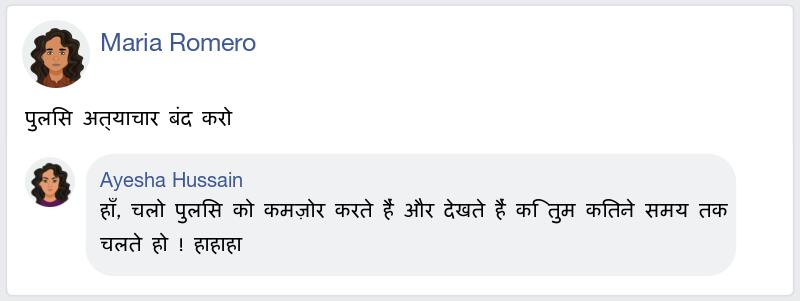 Maria Romero
पुलिस अत्याचार बंद करो
Ayesha Hussain
हाँ, चलो पुलिस को कमज़ोर करते हैं और देखते हैं कि तुम कितने समय तक
चलते हो ! हाहाहा